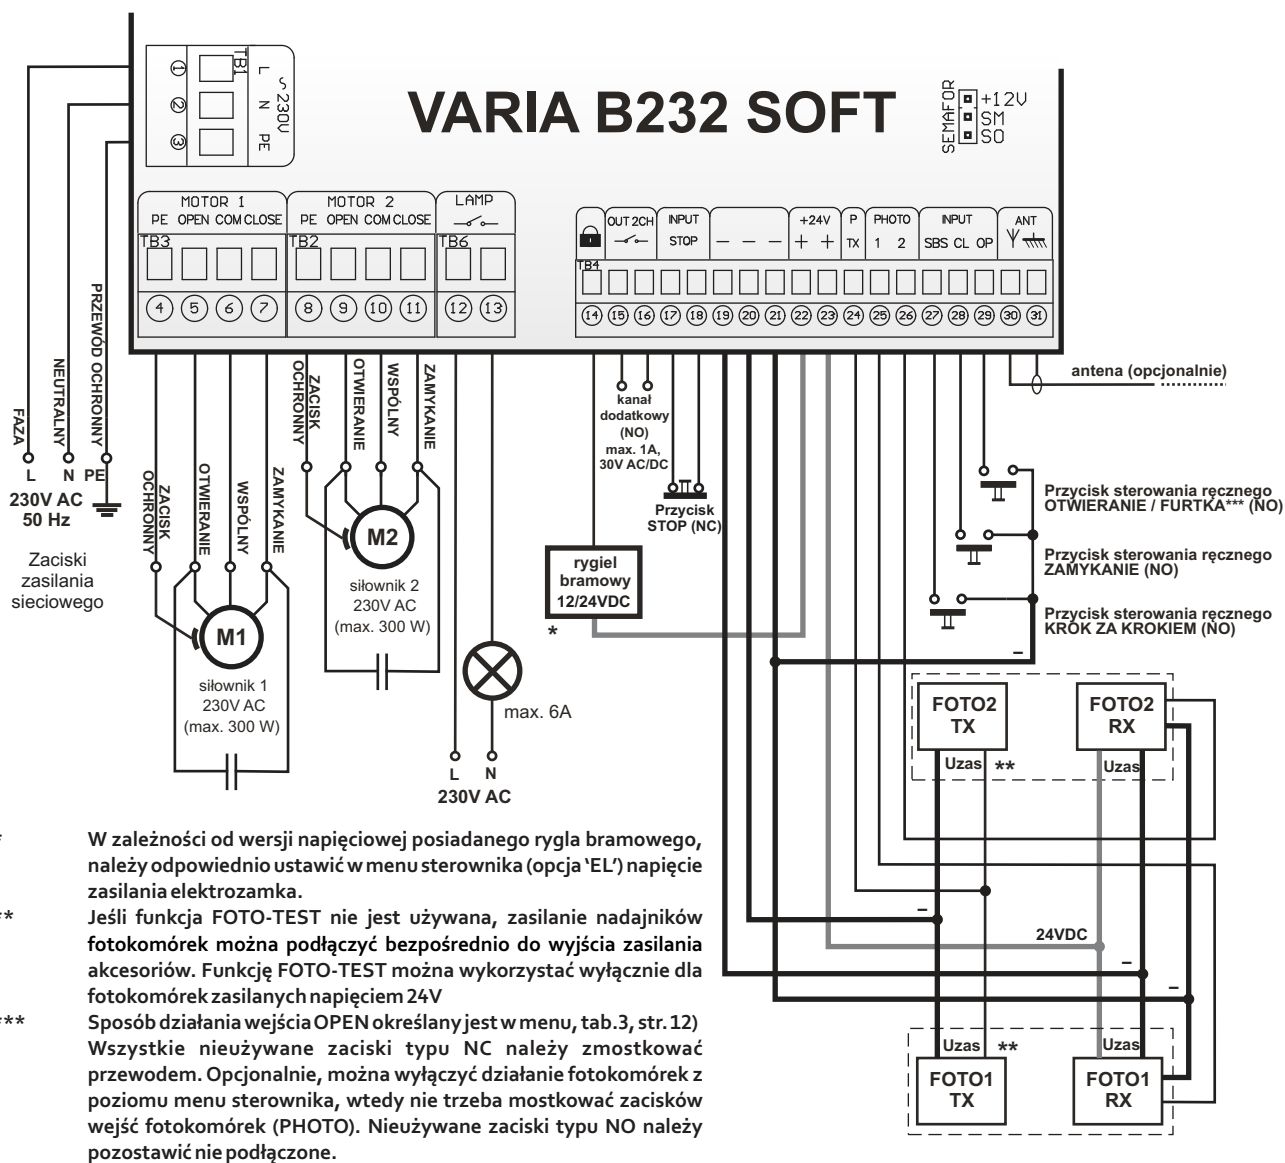 TB1
1
2
3
L
N
PE
~230V
VARIA B232 SOFT
SEMAFOR
+12V
SM
SO
MOTOR 1
PE OPEN COM CLOSE
TB3
4 5 6 7
MOTOR 2
PE OPEN COM CLOSE
TB2
8 9 10 11
LAMP
TB6
12 13
OUT 2CH
INPUT
STOP
– – –
+24V
+ +
P
TX
PHOTO
1 2
INPUT
SBS CL OP
ANT
TB4
14 15 16 17 18 19 20 21 22 23 24 25 26 27 28 29 30 31
FAZA
NEUTRALNY
PRZEWÓD OCHRONNY
L N PE
230V AC
50 Hz
Zaciski
zasilania
sieciowego
ZACISK
OCHRONNY
OTWIERANIE
WSPÓLNY
ZAMYKANIE
M1
siłownik 1
230V AC
(max. 300 W)
ZACISK
OCHRONNY
OTWIERANIE
WSPÓLNY
ZAMYKANIE
M2
siłownik 2
230V AC
(max. 300 W)
max. 6A
L N
230V AC
kanał
dodatkowy
(NO)
max. 1A,
30V AC/DC
Przycisk
STOP (NC)
rygiel
bramowy
12/24VDC
*
antena (opcjonalnie)
Przycisk sterowania ręcznego
OTWIERANIE / FURTKA*** (NO)
Przycisk sterowania ręcznego
ZAMYKANIE (NO)
Przycisk sterowania ręcznego
KROK ZA KROKIEM (NO)
–
FOTO2
TX
FOTO2
RX
Uzas **
Uzas
–
24VDC
–
–
Uzas **
Uzas
FOTO1
TX
FOTO1
RX
* W zależności od wersji napięciowej posiadanego rygla bramowego,
należy odpowiednio ustawić w menu sterownika (opcja ‘EL’) napięcie
zasilania elektrozamka.
** Jeśli funkcja FOTO-TEST nie jest używana, zasilanie nadajników
fotokomórek można podłączyć bezpośrednio do wyjścia zasilania
akcesoriów. Funkcję FOTO-TEST można wykorzystać wyłącznie dla
fotokomórek zasilanych napięciem 24V
*** Sposób działania wejścia OPEN określany jest w menu, tab.3, str. 12)
Wszystkie nieużywane zaciski typu NC należy zmostkować
przewodem. Opcjonalnie, można wyłączyć działanie fotokomórek z
poziomu menu sterownika, wtedy nie trzeba mostkować zacisków
wejść fotokomórek (PHOTO). Nieużywane zaciski typu NO należy
pozostawić nie podłączone.